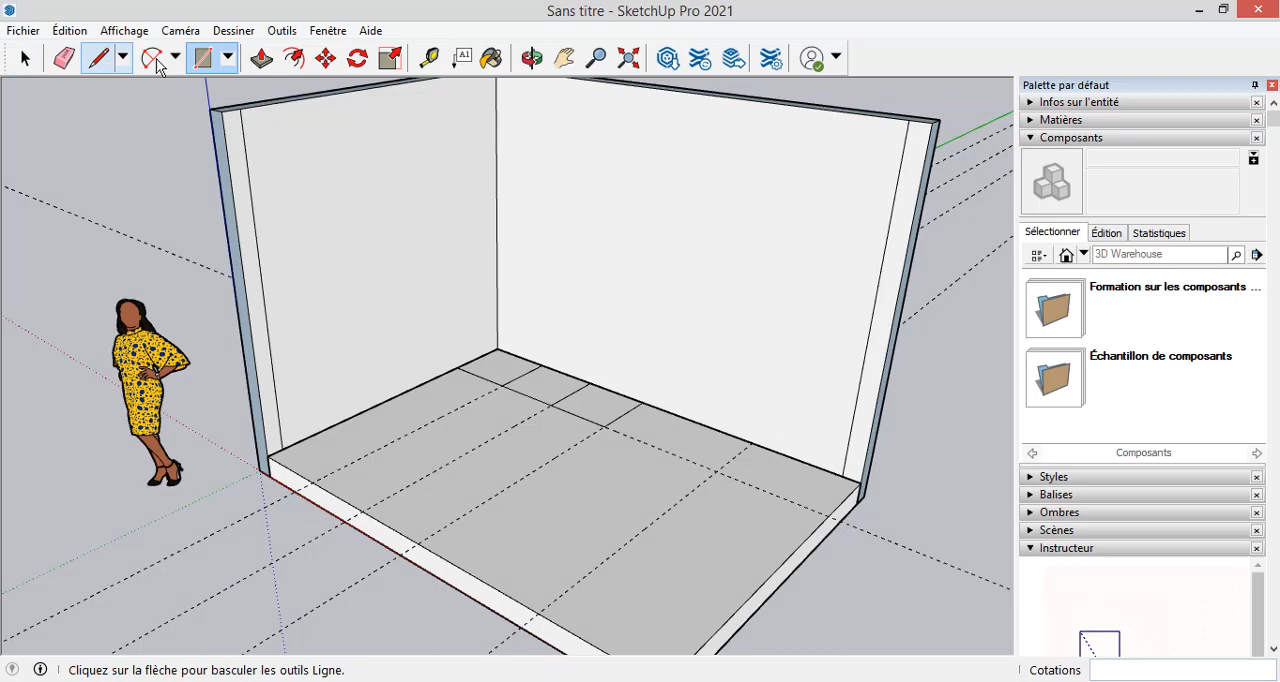 Sans titre - SketchUp Pro 2021
Fichier Édition Affichage Caméra Dessiner Outils Fenêtre Aide
A1
Palette par défaut
Infos sur l'entité
Matières
Composants
Sélectionner Édition Statistiques
3D Warehouse
Formation sur les composants ...
Échantillon de composants
Composants
Styles
Balises
Ombres
Scènes
Instructeur
Cliquez sur la flèche pour basculer les outils Ligne.
Cotations